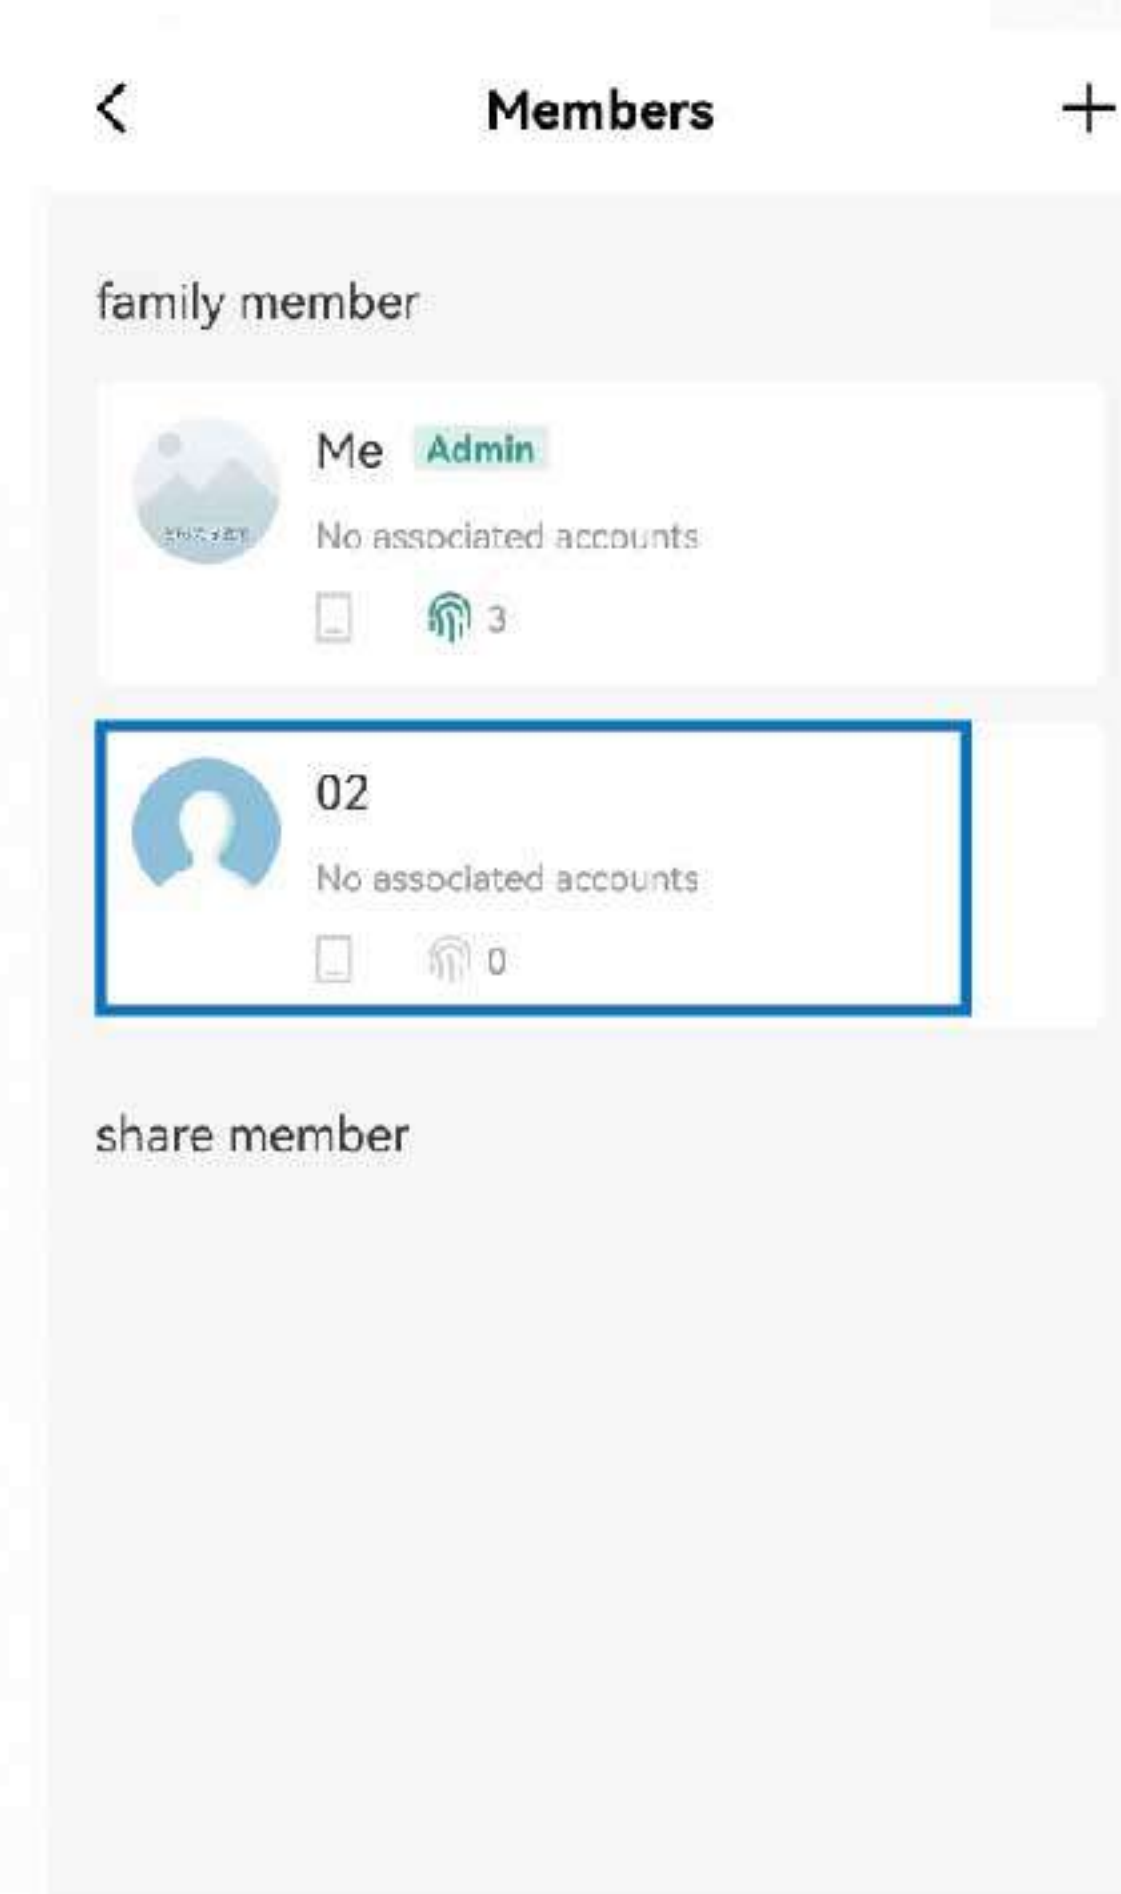 Members
family member
Me Admin
No associated accounts
3
02
No associated accounts
0
share member